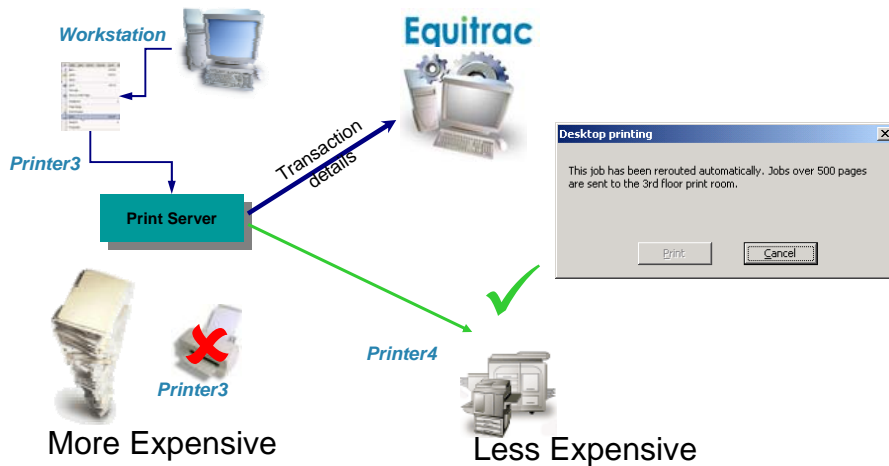 Workstation
Equitrac
Printer3
Print Server
Transaction
details
Desktop printing
This job has been rerouted automatically. Jobs over 500 pages
are sent to the 3rd floor print room.
Print
Cancel
Printer3
Printer4
More Expensive
Less Expensive